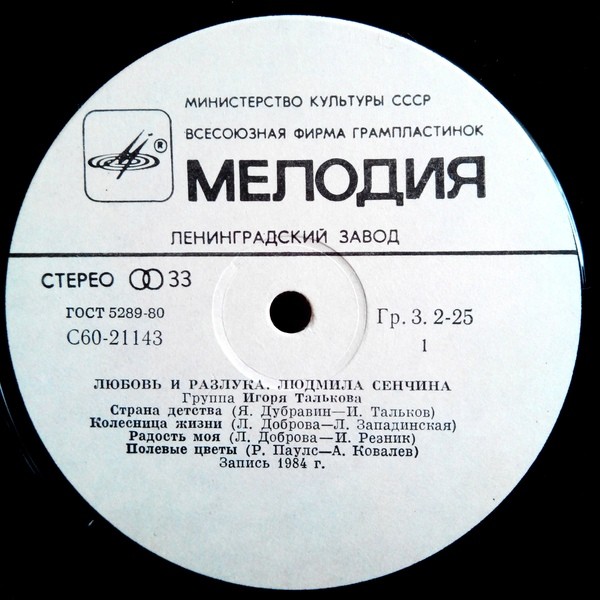 МИНИСТЕРСТВО КУЛЬТУРЫ СССР
ВСЕСОЮЗНАЯ ФИРМА ГРАМПЛАСТИНОК
®
МЕЛОДИЯ
ЛЕНИНГРАДСКИЙ ЗАВОД
СТЕРЕО 33
ГОСТ 5289-80
С60-21143
Гр. 3. 2-25
1
ЛЮБОВЬ И РАЗЛУКА. ЛЮДМИЛА СЕНЧИНА
Группа Игоря Талькова
Страна детства (Я. Дубравин—И. Тальков)
Колесница жизни (Л. Доброва—Л. Западинская)
Радость моя (Л. Доброва—И. Резник)
Полевые цветы (Р. Паулс—А. Ковалев)
Запись 1984 г.